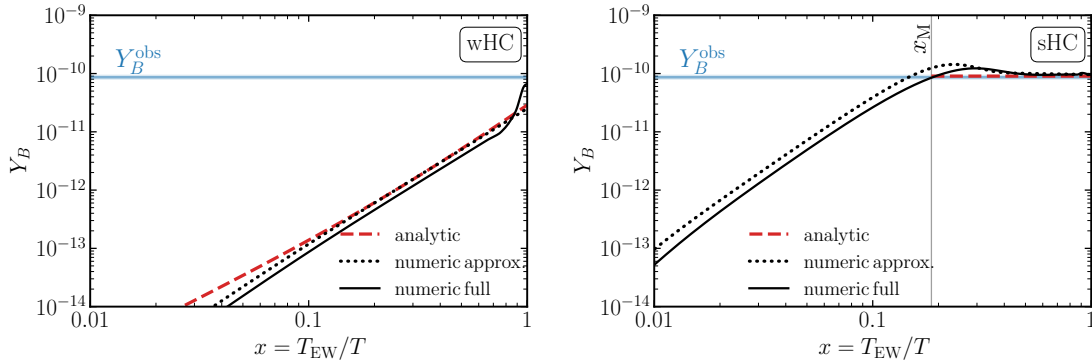 wHC
Y_B^obs
Y_B
10^-9
10^-10
10^-11
10^-12
10^-13
10^-14
analytic
numeric approx.
numeric full
0.01
0.1
1
x = T_EW/T
sHC
x_M
Y_B^obs
Y_B
10^-9
10^-10
10^-11
10^-12
10^-13
10^-14
analytic
numeric approx.
numeric full
0.01
0.1
1
x = T_EW/T